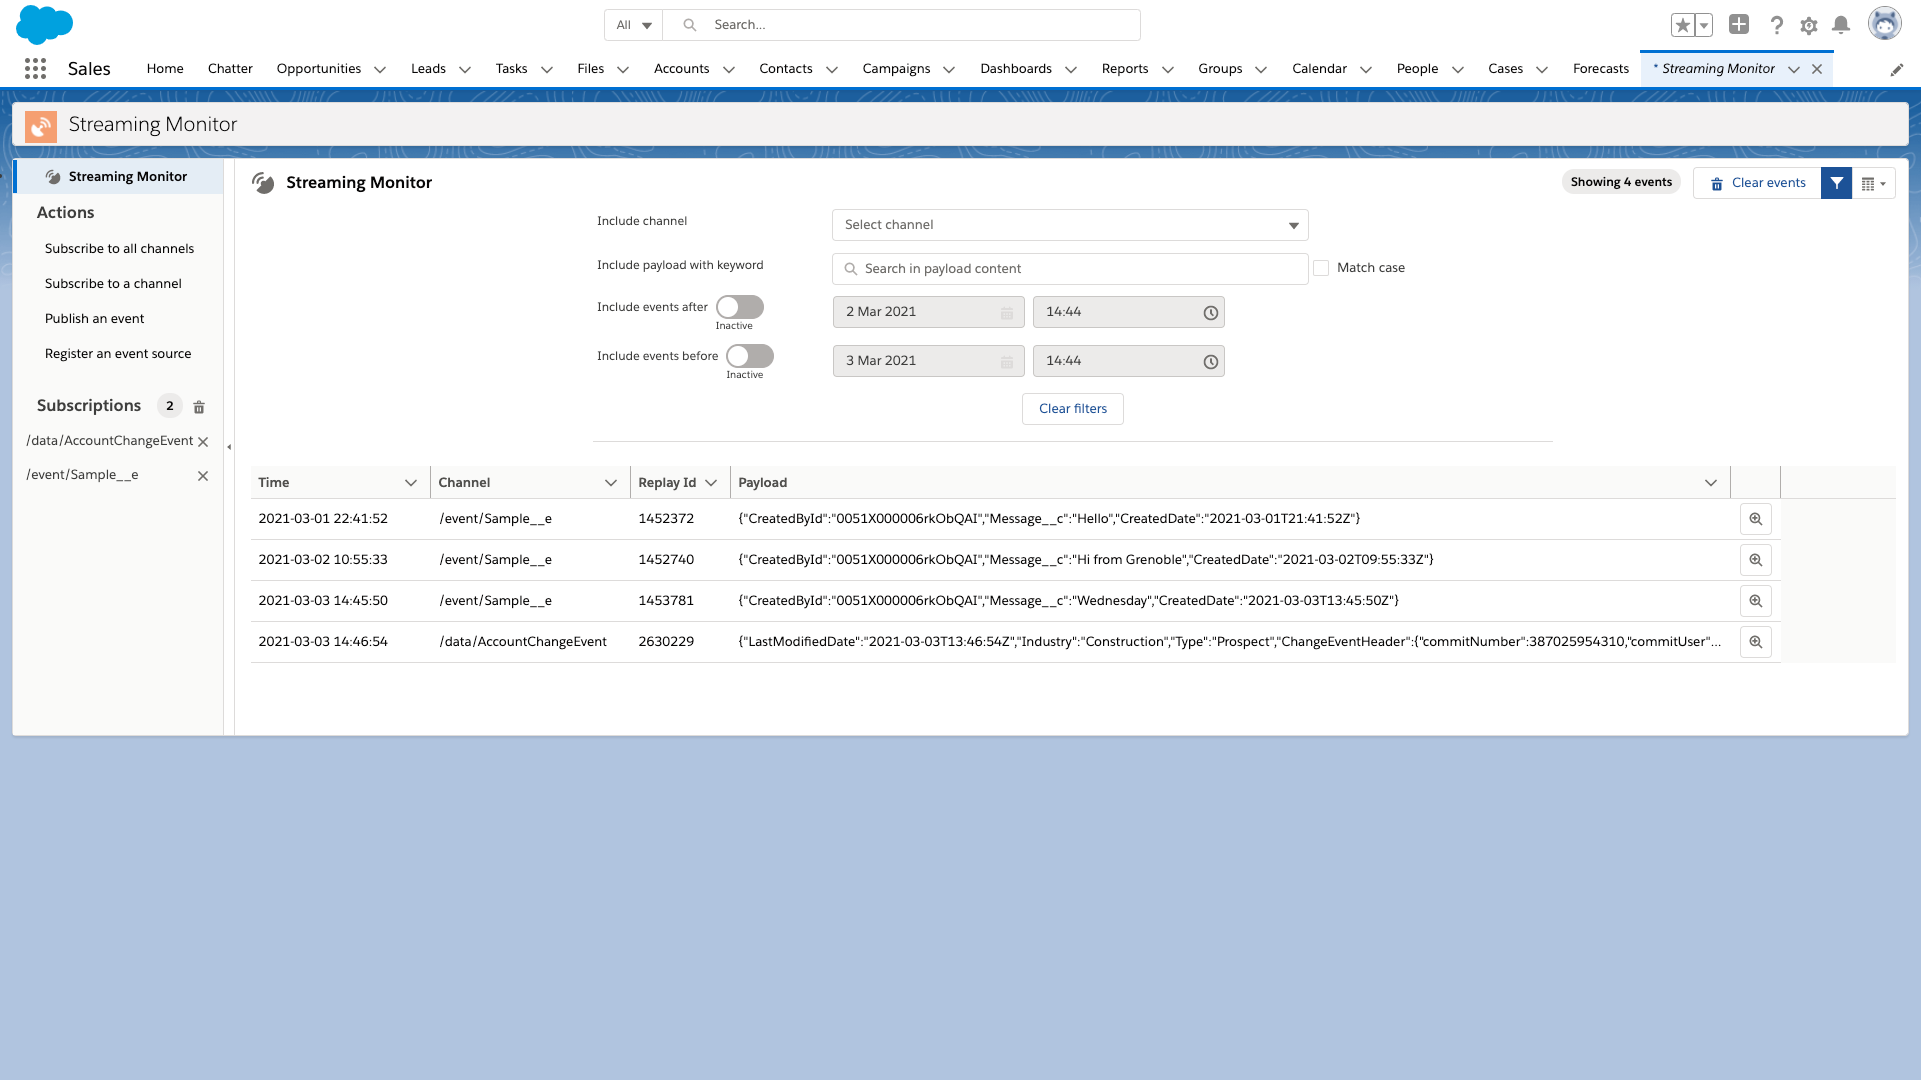 All
Search...
Sales
Home
Chatter
Opportunities
Leads
Tasks
Files
Accounts
Contacts
Campaigns
Dashboards
Reports
Groups
Calendar
People
Cases
Forecasts
* Streaming Monitor
Streaming Monitor
Streaming Monitor
Actions
Subscribe to all channels
Subscribe to a channel
Publish an event
Register an event source
Subscriptions 2
/data/AccountChangeEvent
/event/Sample__e
Streaming Monitor
Showing 4 events
Clear events
Include channel
Select channel
Include payload with keyword
Search in payload content
Match case
Include events after
Inactive
2 Mar 2021
14:44
Include events before
Inactive
3 Mar 2021
14:44
Clear filters
Time Channel Replay Id Payload
2021-03-01 22:41:52 /event/Sample__e 1452372 {"CreatedById":"0051X000006rkObQAI","Message__c":"Hello","CreatedDate":"2021-03-01T21:41:52Z"}
2021-03-02 10:55:33 /event/Sample__e 1452740 {"CreatedById":"0051X000006rkObQAI","Message__c":"Hi from Grenoble","CreatedDate":"2021-03-02T09:55:33Z"}
2021-03-03 14:45:50 /event/Sample__e 1453781 {"CreatedById":"0051X000006rkObQAI","Message__c":"Wednesday","CreatedDate":"2021-03-03T13:45:50Z"}
2021-03-03 14:46:54 /data/AccountChangeEvent 2630229 {"LastModifiedDate":"2021-03-03T13:46:54Z","Industry":"Construction","Type":"Prospect","ChangeEventHeader":{"commitNumber":387025954310,"commitUser"...